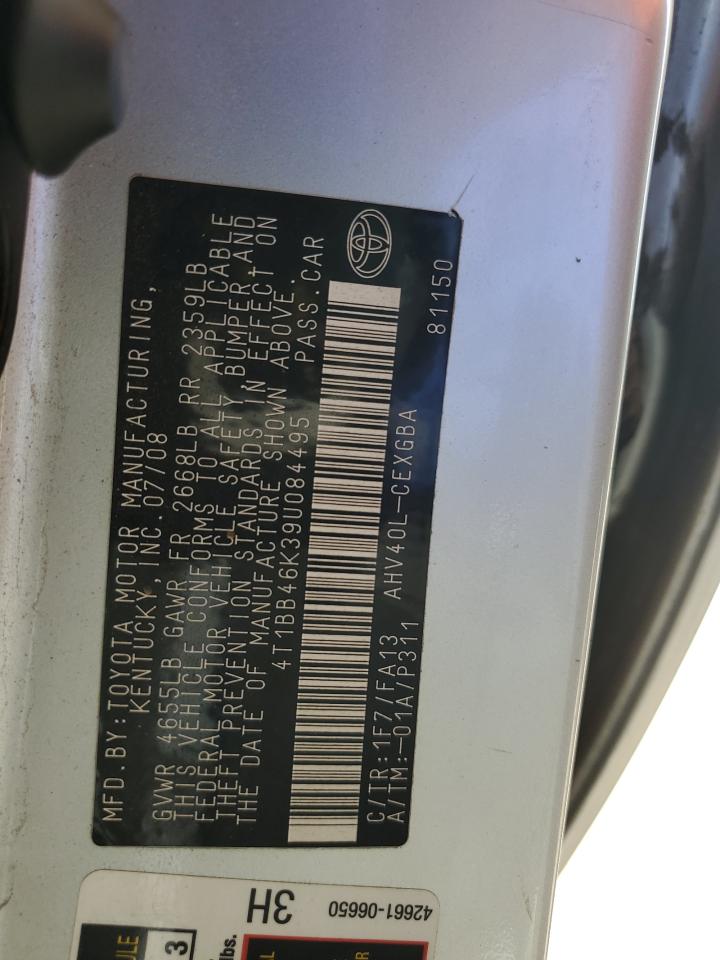 MFD.BY:TOYOTA MOTOR MANUFACTURING,
KENTUCKY,INC.07/08
GVWR 4655LB GAWR FR 2668LB RR 2359LB
THIS VEHICLE CONFORMS TO ALL APPLICABLE
FEDERAL MOTOR VEHICLE SAFETY,BUMPER,AND
THEFT PREVENTION STANDARDS IN EFFECT ON
THE DATE OF MANUFACTURE SHOWN ABOVE.
4T1BB46K39U084495 PASS.CAR
C/TR:1F7/FA13 AHV40L-CEXGBA
A/TM:-01A/P311 81150
3H
42661-06650
3
lbs.